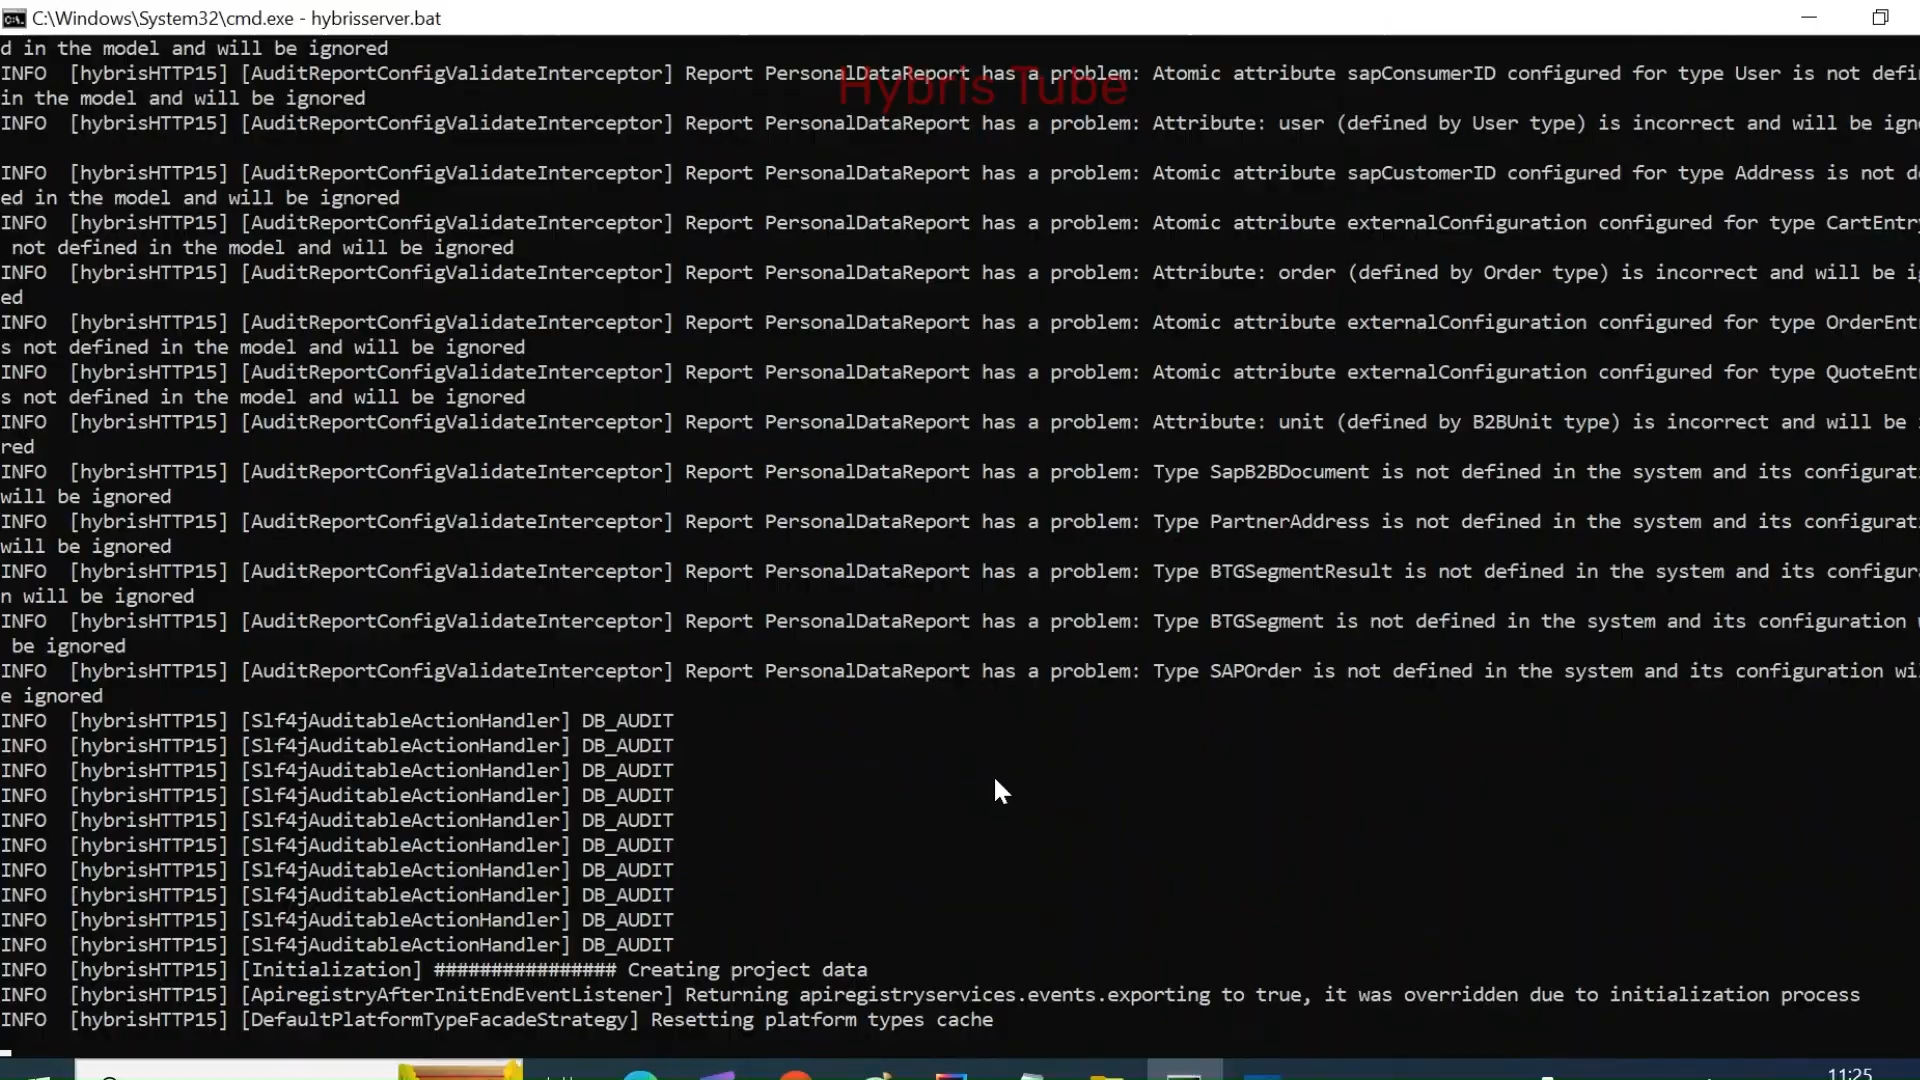 C:\Windows\System32\cmd.exe - hybrisserver.bat
d in the model and will be ignored
INFO [hybrisHTTP15] [AuditReportConfigValidateInterceptor] Report PersonalDataReport has a problem: Atomic attribute sapConsumerID configured for type User is not defi
Hybris Tube
in the model and will be ignored
INFO [hybrisHTTP15] [AuditReportConfigValidateInterceptor] Report PersonalDataReport has a problem: Attribute: user (defined by User type) is incorrect and will be ign
INFO [hybrisHTTP15] [AuditReportConfigValidateInterceptor] Report PersonalDataReport has a problem: Atomic attribute sapCustomerID configured for type Address is not d
ed in the model and will be ignored
INFO [hybrisHTTP15] [AuditReportConfigValidateInterceptor] Report PersonalDataReport has a problem: Atomic attribute externalConfiguration configured for type CartEntry
not defined in the model and will be ignored
INFO [hybrisHTTP15] [AuditReportConfigValidateInterceptor] Report PersonalDataReport has a problem: Attribute: order (defined by Order type) is incorrect and will be ig
ed
INFO [hybrisHTTP15] [AuditReportConfigValidateInterceptor] Report PersonalDataReport has a problem: Atomic attribute externalConfiguration configured for type OrderEnt
s not defined in the model and will be ignored
INFO [hybrisHTTP15] [AuditReportConfigValidateInterceptor] Report PersonalDataReport has a problem: Atomic attribute externalConfiguration configured for type QuoteEnt
s not defined in the model and will be ignored
INFO [hybrisHTTP15] [AuditReportConfigValidateInterceptor] Report PersonalDataReport has a problem: Attribute: unit (defined by B2BUnit type) is incorrect and will be
red
INFO [hybrisHTTP15] [AuditReportConfigValidateInterceptor] Report PersonalDataReport has a problem: Type SapB2BDocument is not defined in the system and its configurat
will be ignored
INFO [hybrisHTTP15] [AuditReportConfigValidateInterceptor] Report PersonalDataReport has a problem: Type PartnerAddress is not defined in the system and its configurat
will be ignored
INFO [hybrisHTTP15] [AuditReportConfigValidateInterceptor] Report PersonalDataReport has a problem: Type BTGSegmentResult is not defined in the system and its configura
n will be ignored
INFO [hybrisHTTP15] [AuditReportConfigValidateInterceptor] Report PersonalDataReport has a problem: Type BTGSegment is not defined in the system and its configuration
be ignored
INFO [hybrisHTTP15] [AuditReportConfigValidateInterceptor] Report PersonalDataReport has a problem: Type SAPOrder is not defined in the system and its configuration wi
e ignored
INFO [hybrisHTTP15] [Slf4jAuditableActionHandler] DB_AUDIT
INFO [hybrisHTTP15] [Slf4jAuditableActionHandler] DB_AUDIT
INFO [hybrisHTTP15] [Slf4jAuditableActionHandler] DB_AUDIT
INFO [hybrisHTTP15] [Slf4jAuditableActionHandler] DB_AUDIT
INFO [hybrisHTTP15] [Slf4jAuditableActionHandler] DB_AUDIT
INFO [hybrisHTTP15] [Slf4jAuditableActionHandler] DB_AUDIT
INFO [hybrisHTTP15] [Slf4jAuditableActionHandler] DB_AUDIT
INFO [hybrisHTTP15] [Slf4jAuditableActionHandler] DB_AUDIT
INFO [hybrisHTTP15] [Slf4jAuditableActionHandler] DB_AUDIT
INFO [hybrisHTTP15] [Slf4jAuditableActionHandler] DB_AUDIT
INFO [hybrisHTTP15] [Initialization] ################ Creating project data
INFO [hybrisHTTP15] [ApiregistryAfterInitEndEventListener] Returning apiregistryservices.events.exporting to true, it was overridden due to initialization process
INFO [hybrisHTTP15] [DefaultPlatformTypeFacadeStrategy] Resetting platform types cache
11:25